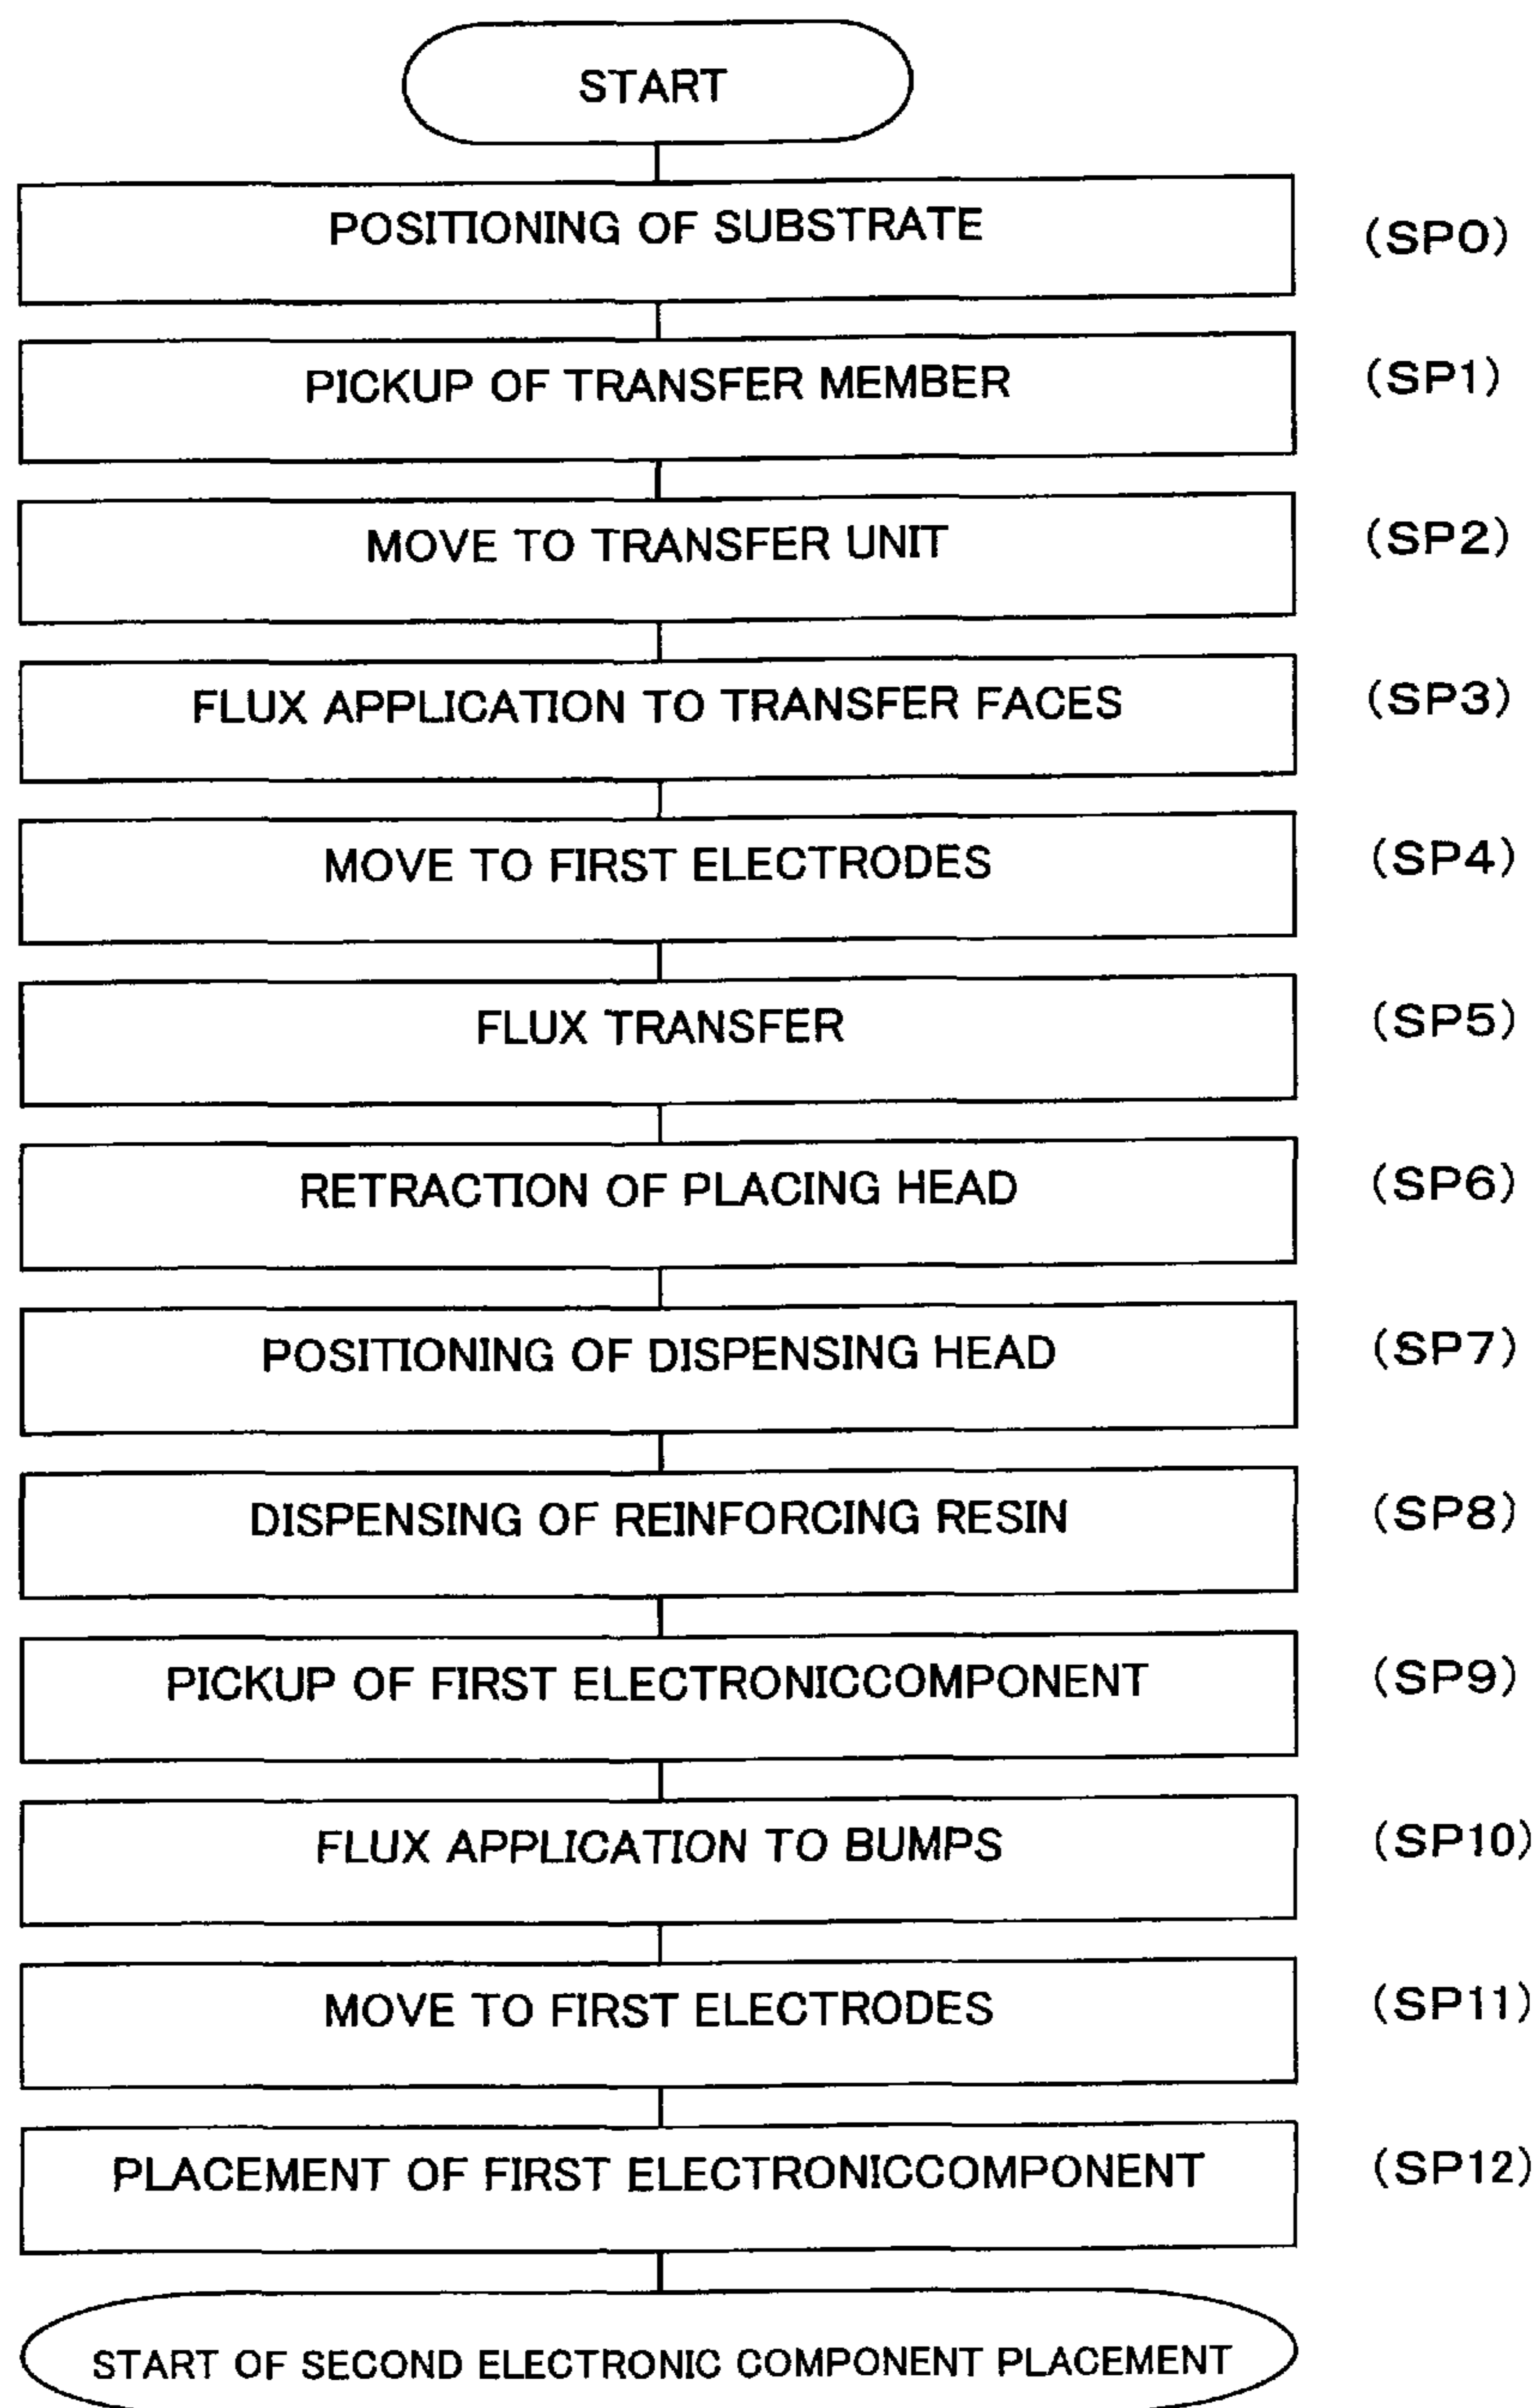 START
POSITIONING OF SUBSTRATE (SP0)
PICKUP OF TRANSFER MEMBER (SP1)
MOVE TO TRANSFER UNIT (SP2)
FLUX APPLICATION TO TRANSFER FACES (SP3)
MOVE TO FIRST ELECTRODES (SP4)
FLUX TRANSFER (SP5)
RETRACTION OF PLACING HEAD (SP6)
POSITIONING OF DISPENSING HEAD (SP7)
DISPENSING OF REINFORCING RESIN (SP8)
PICKUP OF FIRST ELECTRONICCOMPONENT (SP9)
FLUX APPLICATION TO BUMPS (SP10)
MOVE TO FIRST ELECTRODES (SP11)
PLACEMENT OF FIRST ELECTRONICCOMPONENT (SP12)
START OF SECOND ELECTRONIC COMPONENT PLACEMENT